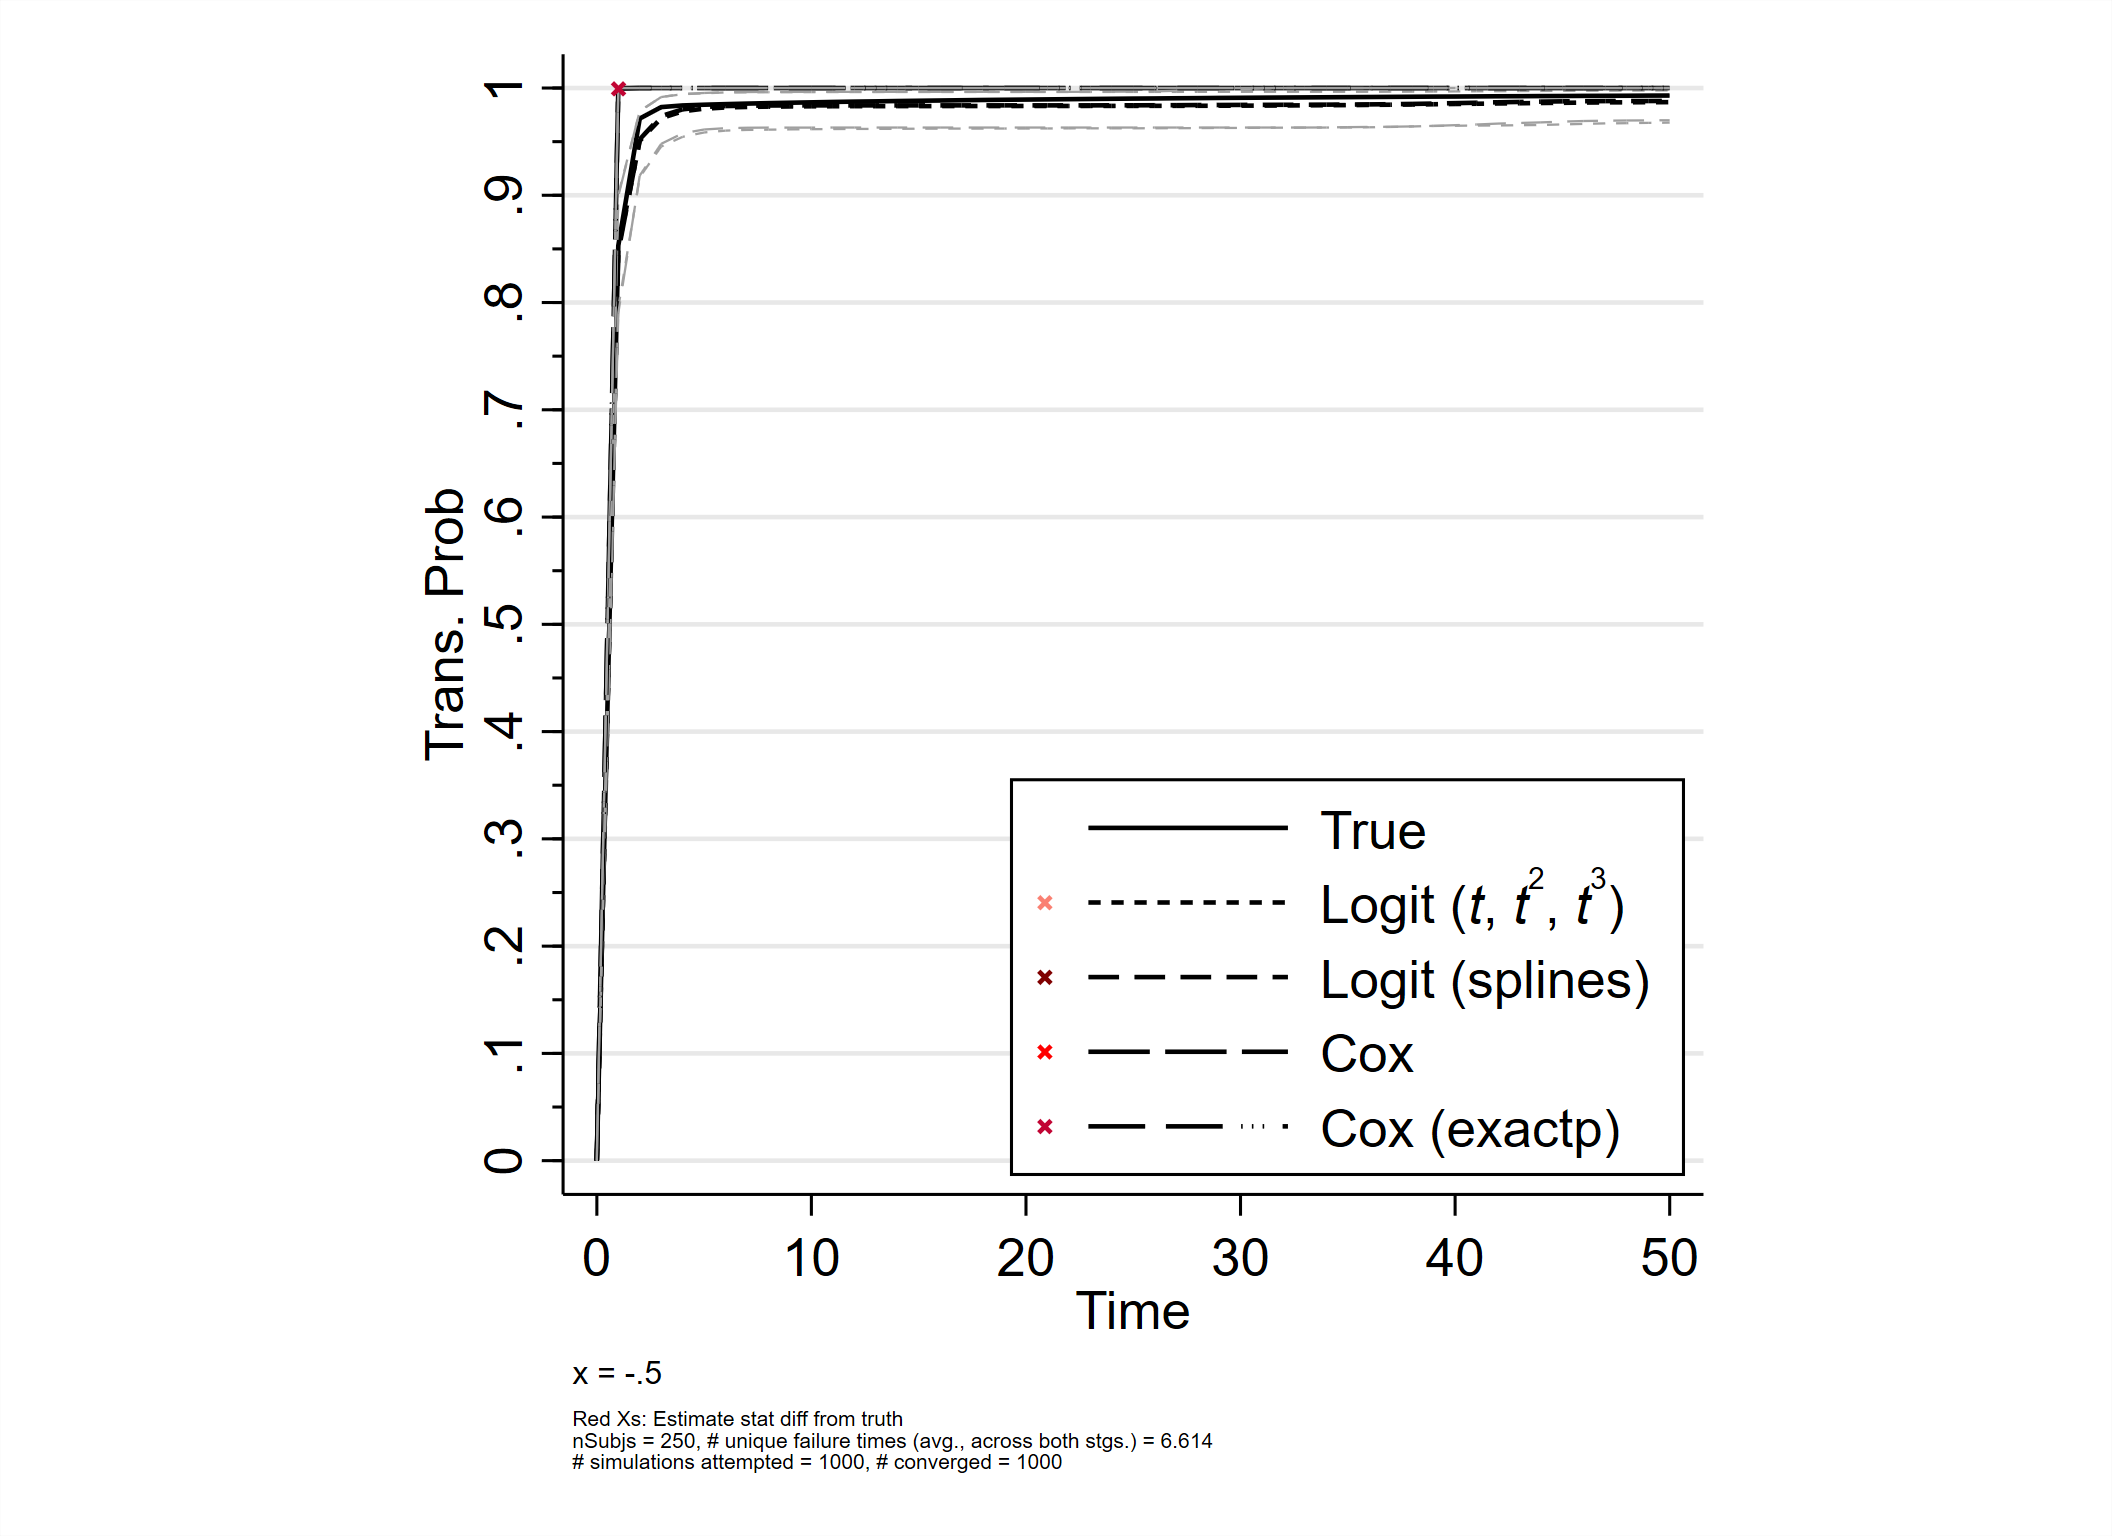 1
.9
.8
.7
.6
.5
.4
.3
.2
.1
0
Trans. Prob
True
Logit (t, t², t³)
Logit (splines)
Cox
Cox (exactp)
0 10 20 30 40 50
Time
x = -.5
Red Xs: Estimate stat diff from truth
nSubjs = 250, # unique failure times (avg., across both stgs.) = 6.614
# simulations attempted = 1000, # converged = 1000